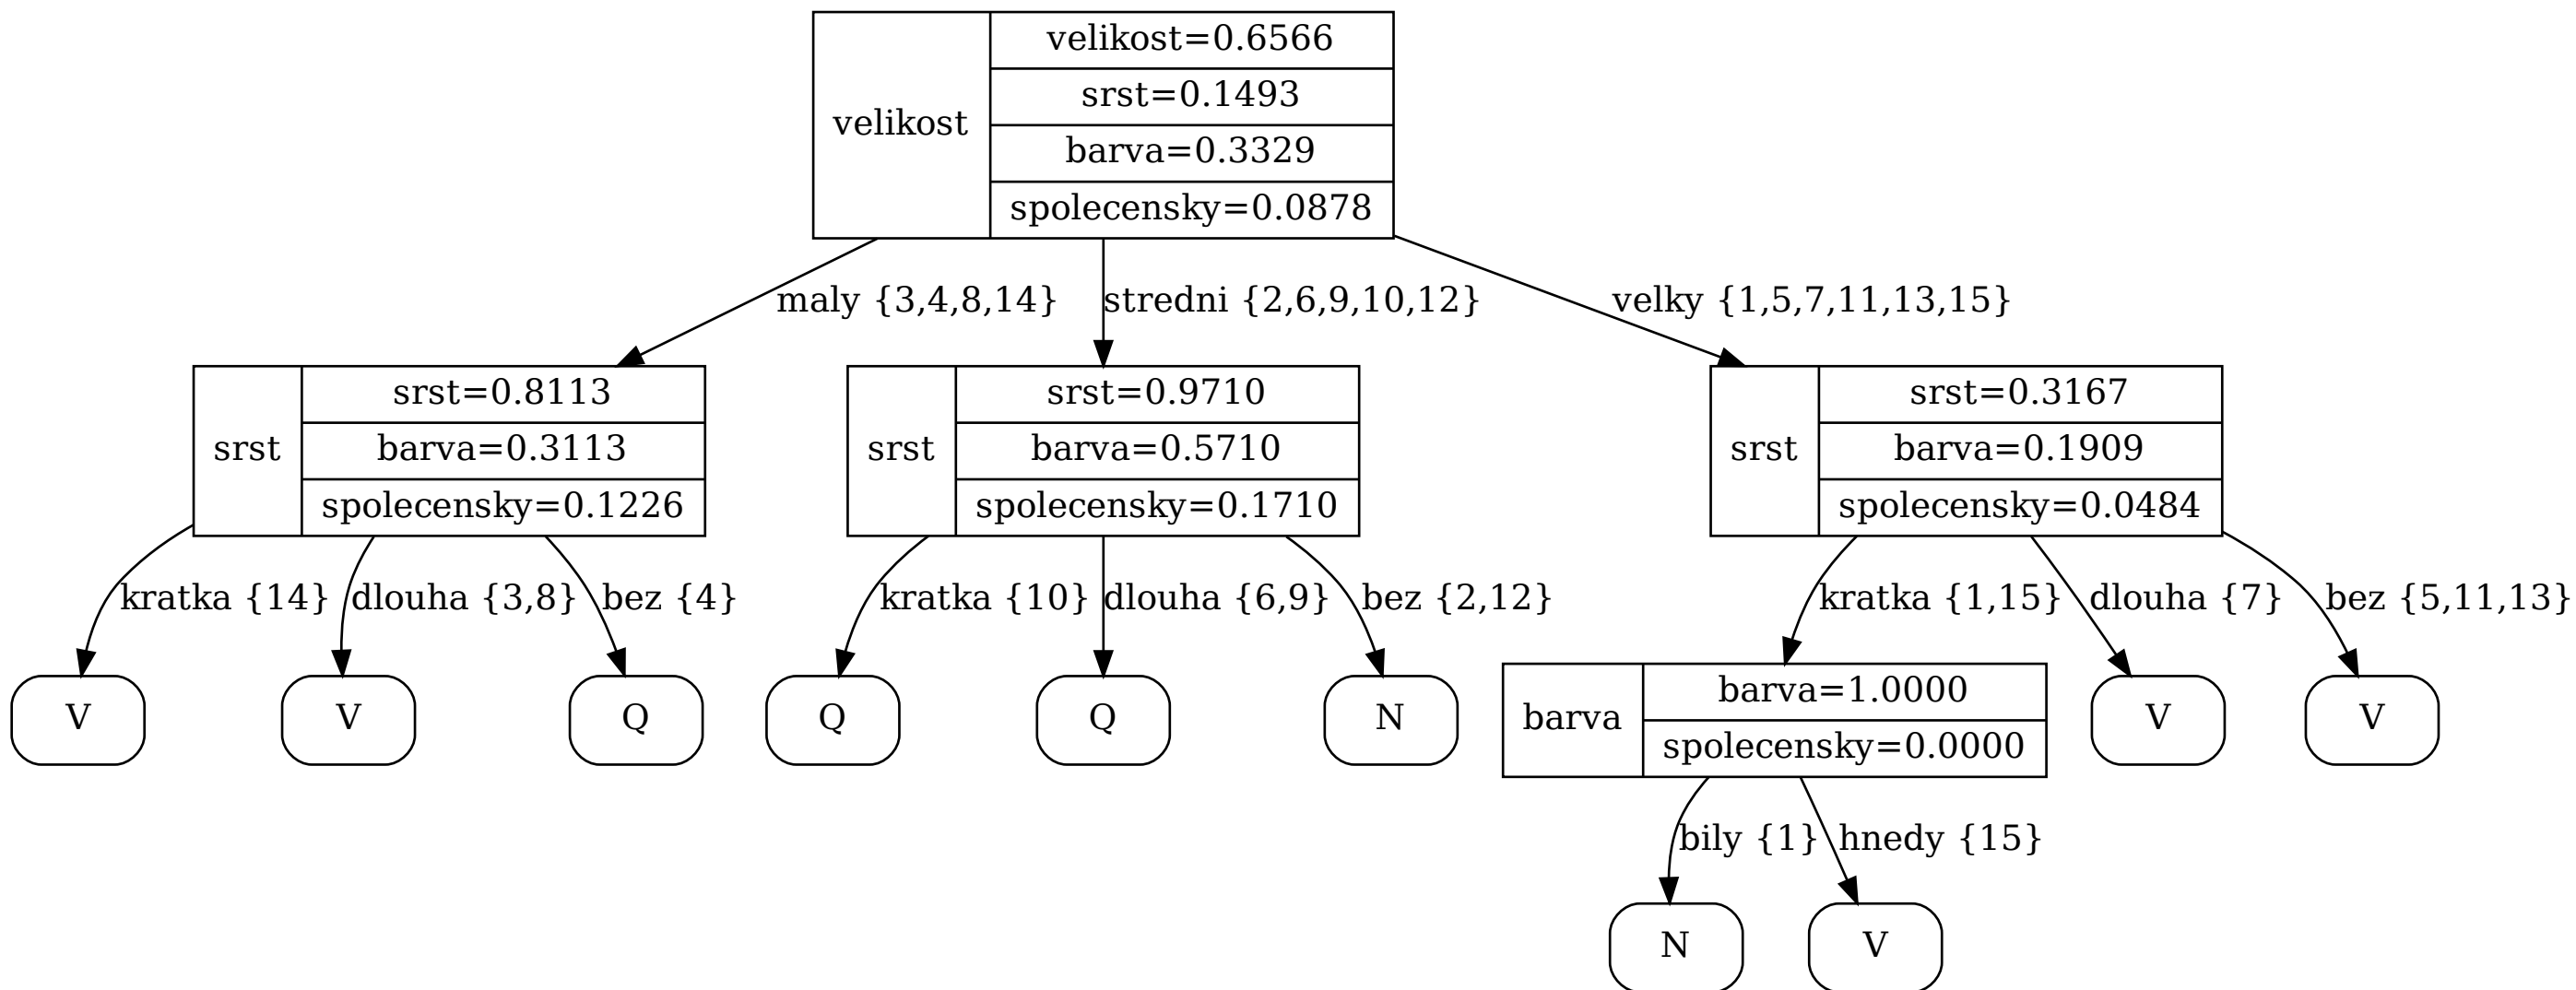 velikost
velikost=0.6566
srst=0.1493
barva=0.3329
spolecensky=0.0878
maly {3,4,8,14}
stredni {2,6,9,10,12}
velky {1,5,7,11,13,15}
srst
srst=0.8113
barva=0.3113
spolecensky=0.1226
srst
srst=0.9710
barva=0.5710
spolecensky=0.1710
srst
srst=0.3167
barva=0.1909
spolecensky=0.0484
kratka {14}
dlouha {3,8}
bez {4}
kratka {10}
dlouha {6,9}
bez {2,12}
kratka {1,15}
dlouha {7}
bez {5,11,13}
V
V
Q
Q
Q
N
barva
barva=1.0000
spolecensky=0.0000
V
V
bily {1}
hnedy {15}
N
V